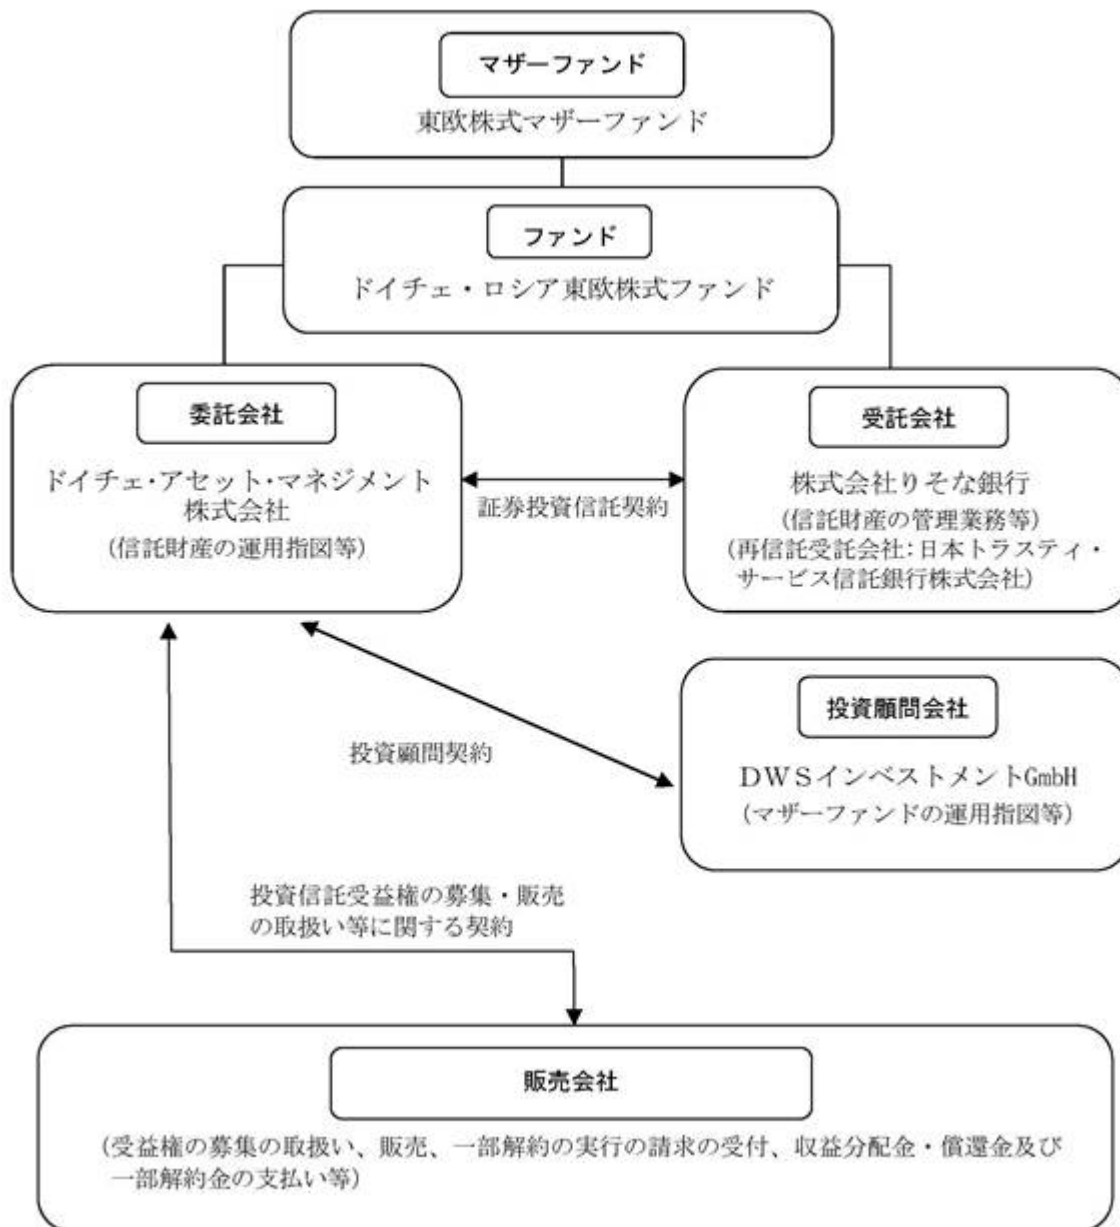 マザーファンド
東欧株式マザーファンド
ファンド
ドイチェ・ロシア東欧株式ファンド
委託会社
ドイチェ・アセット・マネジメント
株式会社
(信託財産の運用指図等)
証券投資信託契約
受託会社
株式会社りそな銀行
(信託財産の管理業務等)
(再信託受託会社:日本トラスティ・
サービス信託銀行株式会社)
投資顧問契約
投資顧問会社
DWSインベストメントGmbH
(マザーファンドの運用指図等)
投資信託受益権の募集・販売
の取扱い等に関する契約
販売会社
(受益権の募集の取扱い、販売、一部解約の実行の請求の受付、収益分配金・償還金及び
一部解約金の支払い等)